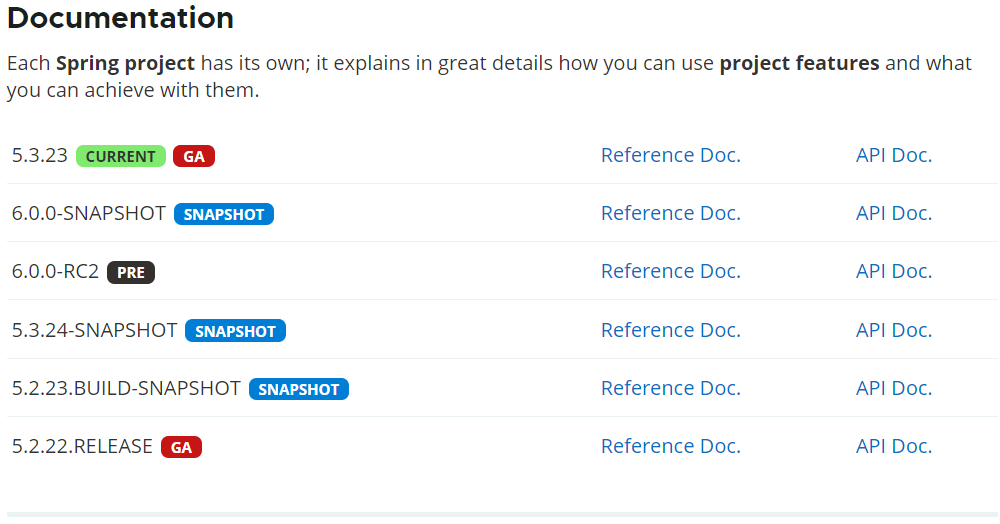 Documentation
Each Spring project has its own; it explains in great details how you can use project features and what
you can achieve with them.
5.3.23 CURRENT GA Reference Doc. API Doc.
6.0.0-SNAPSHOT SNAPSHOT Reference Doc. API Doc.
6.0.0-RC2 PRE Reference Doc. API Doc.
5.3.24-SNAPSHOT SNAPSHOT Reference Doc. API Doc.
5.2.23.BUILD-SNAPSHOT SNAPSHOT Reference Doc. API Doc.
5.2.22.RELEASE GA Reference Doc. API Doc.